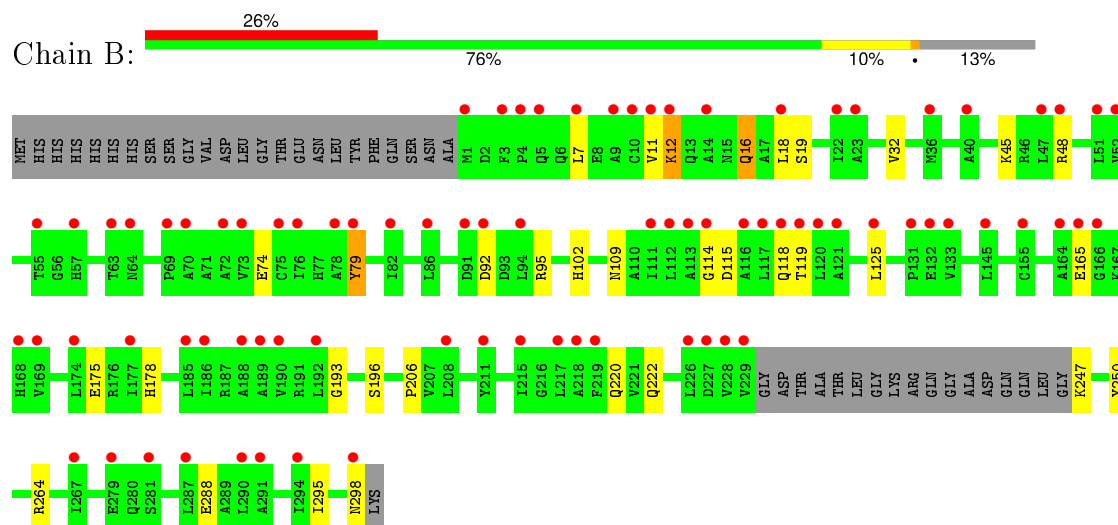 26%
Chain B:
76% 10% • 13%
MET HIS HIS HIS HIS HIS HIS SER SER GLY VAL ASP LEU GLY THR GLU ASN LEU TYR PHE GLN SER ASN ALA M1 D2 F3 P4 Q5 Q6 L7 E8 A9 C10 V11 K12 Q13 A14 N15 Q16 A17 L18 S19 I22 A23 V32 M36 A40 K45 R46 L47 R48 L51 V52
T55 G56 H57 T63 N64 P69 A70 A71 A72 V73 E74 C75 I76 H77 A78 Y79 I82 L86 D91 D92 D93 L94 R95 H102 N109 A110 I111 L112 A113 G114 D115 A116 L117 Q118 T119 L120 A121 L125 P131 E132 V133 L145 C155 A164 E165 G166 K167
H168 V169 L174 E175 R176 I177 H178 L185 I186 R187 A188 A189 V190 R191 L192 G193 S196 P206 V207 L208 Y211 I215 G216 L217 A218 F219 Q220 V221 Q222 L226 D227 V228 V229 GLY ASP THR ALA THR LEU GLY LYS ARG GLN GLY ALA ASP GLN GLN LEU GLY K247 Y250
R264 I267 E279 Q280 S281 L287 E288 A289 L290 A291 I294 I295 N298 LYS